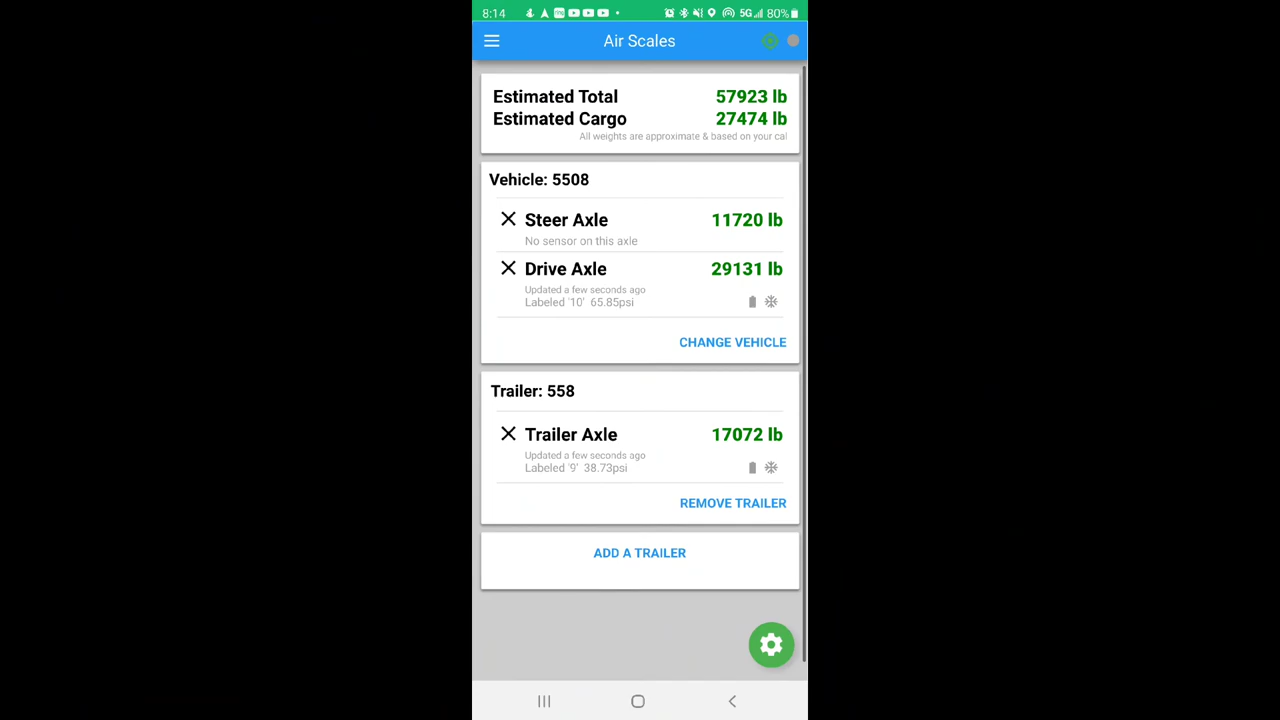 8:14
5G 80%
Air Scales
Estimated Total 57923 lb
Estimated Cargo 27474 lb
All weights are approximate & based on your cal
Vehicle: 5508
Steer Axle 11720 lb
No sensor on this axle
Drive Axle 29131 lb
Updated a few seconds ago
Labeled '10' 65.85psi
CHANGE VEHICLE
Trailer: 558
Trailer Axle 17072 lb
Updated a few seconds ago
Labeled '9' 38.73psi
REMOVE TRAILER
ADD A TRAILER